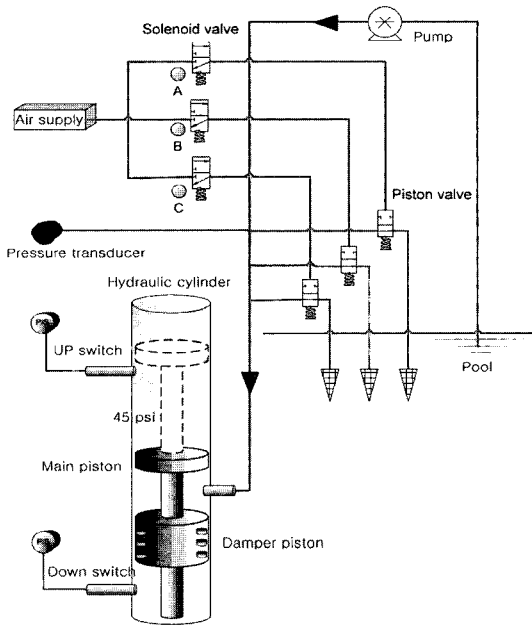 Solenoid valve
Pump
A
Air supply
B
C
Piston valve
Pressure transducer
Hydraulic cylinder
UP switch
Pool
45 psi
Main piston
Damper piston
Down switch